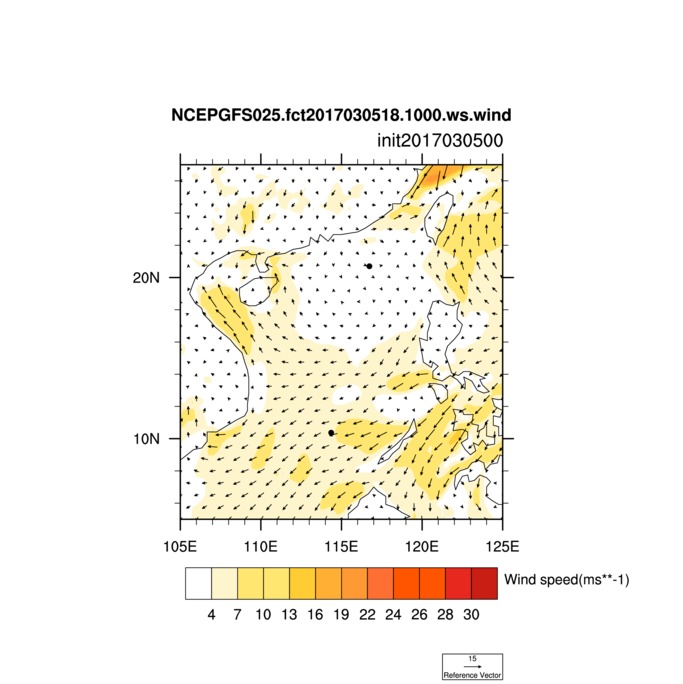 NCEPGFS025.fct2017030518.1000.ws.wind
init2017030500
20N
10N
105E 110E 115E 120E 125E
Wind speed(ms**-1)
4 7 10 13 16 19 22 24 26 28 30
15
Reference Vector